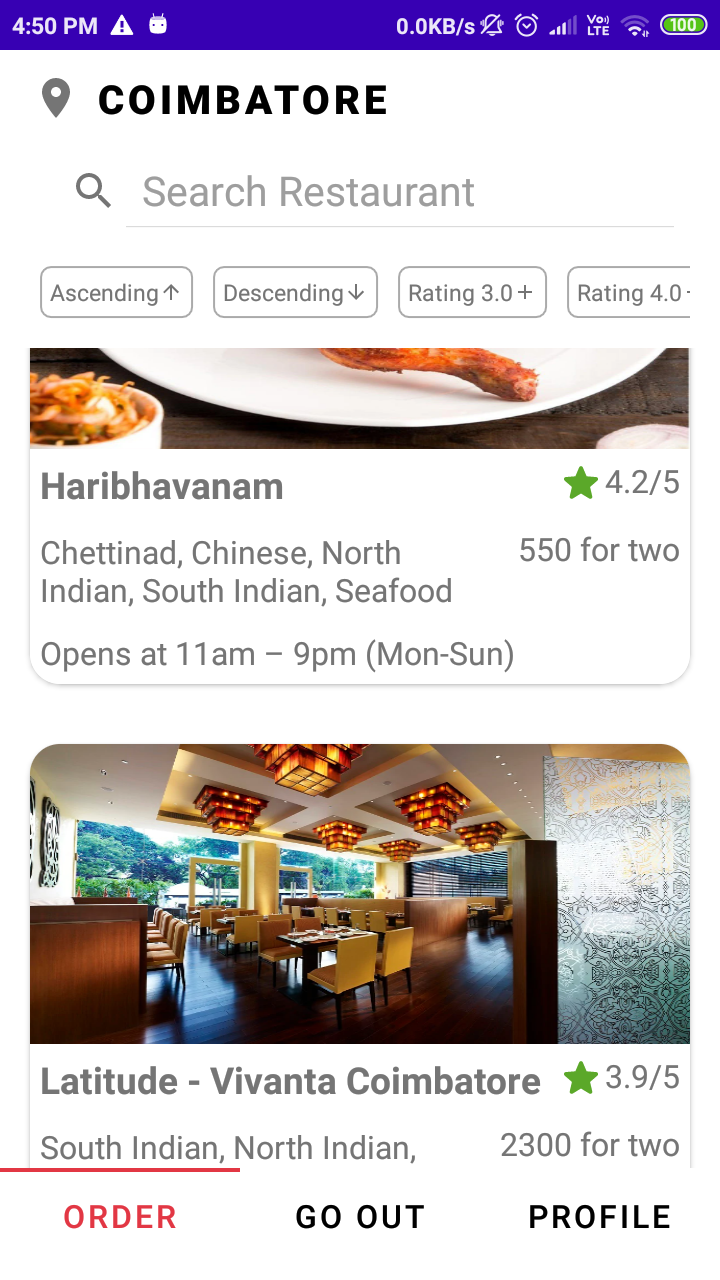 4:50 PM 0.0KB/s Vo) LTE 100
COIMBATORE
Search Restaurant
Ascending↑ Descending↓ Rating 3.0+ Rating 4.0
Haribhavanam 4.2/5
Chettinad, Chinese, North 550 for two
Indian, South Indian, Seafood
Opens at 11am – 9pm (Mon-Sun)
Latitude - Vivanta Coimbatore 3.9/5
South Indian, North Indian, 2300 for two
ORDER GO OUT PROFILE